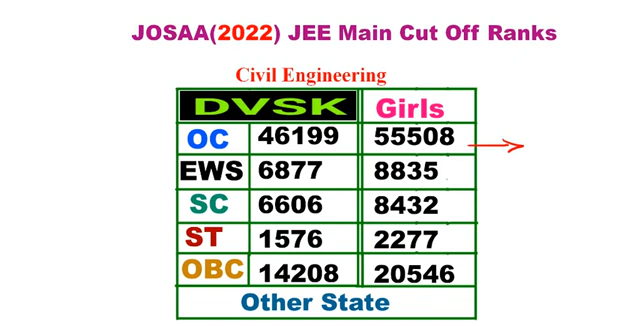 JOSAA(2022) JEE Main Cut Off Ranks
Civil Engineering
DVSK Girls
OC 46199 55508
EWS 6877 8835
SC 6606 8432
ST 1576 2277
OBC 14208 20546
Other State